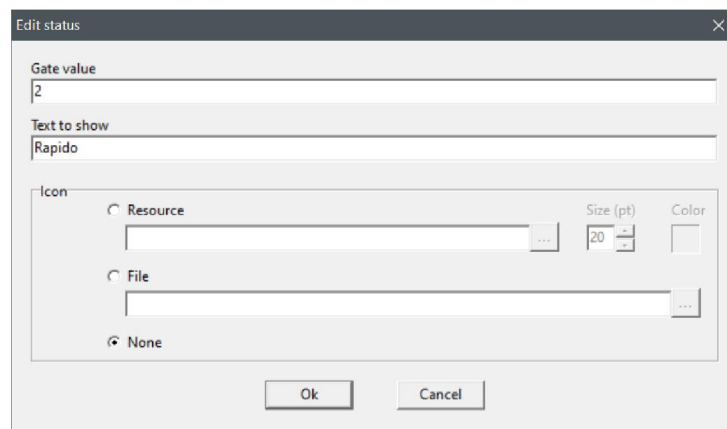 Edit status
Gate value
2
Text to show
Rapido
Icon
Resource
Size (pt)
Color
...
20
File
...
None
Ok
Cancel